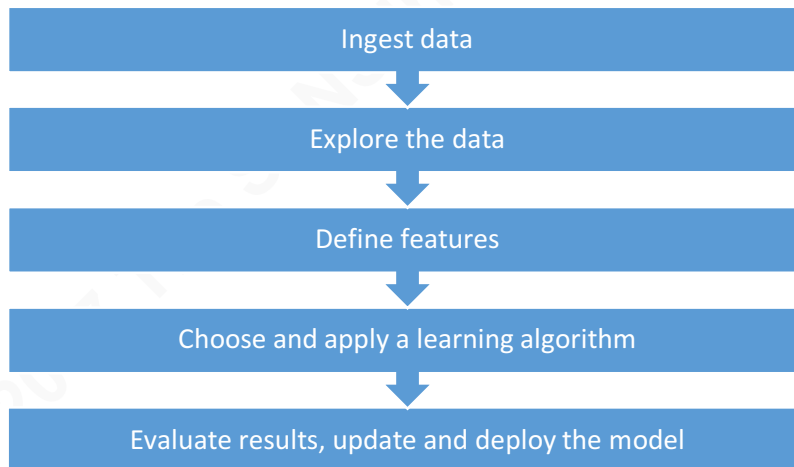 Ingest data
Explore the data
Define features
Choose and apply a learning algorithm
Evaluate results, update and deploy the model